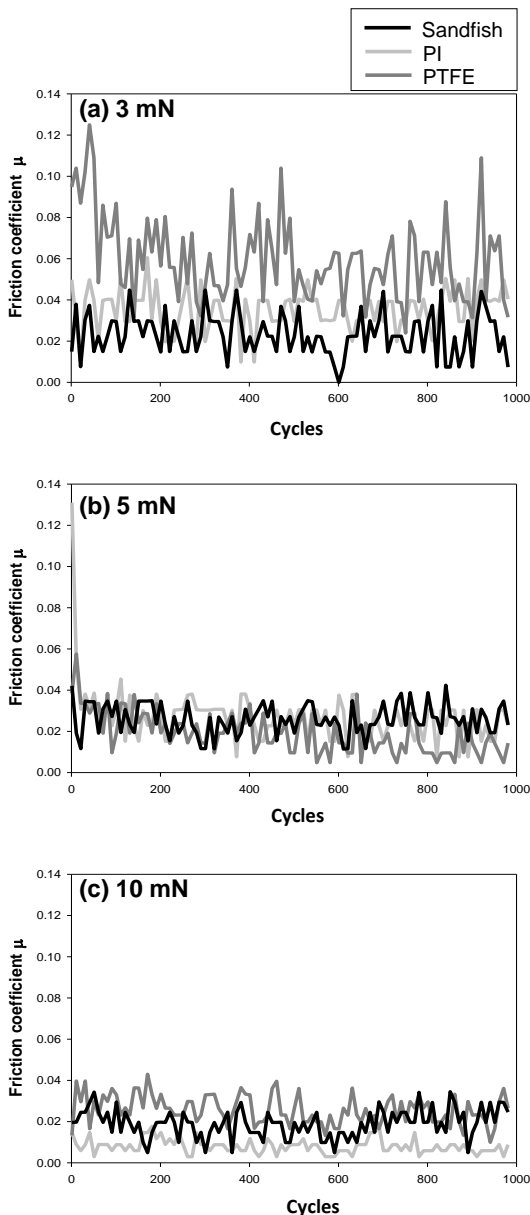 Sandfish
PI
PTFE
(a) 3 mN
Friction coefficient μ
0.14
0.12
0.10
0.08
0.06
0.04
0.02
0.00
0 200 400 600 800 1000
Cycles
(b) 5 mN
Friction coefficient μ
0.14
0.12
0.10
0.08
0.06
0.04
0.02
0.00
0 200 400 600 800 1000
Cycles
(c) 10 mN
Friction coefficient μ
0.14
0.12
0.10
0.08
0.06
0.04
0.02
0.00
0 200 400 600 800 1000
Cycles